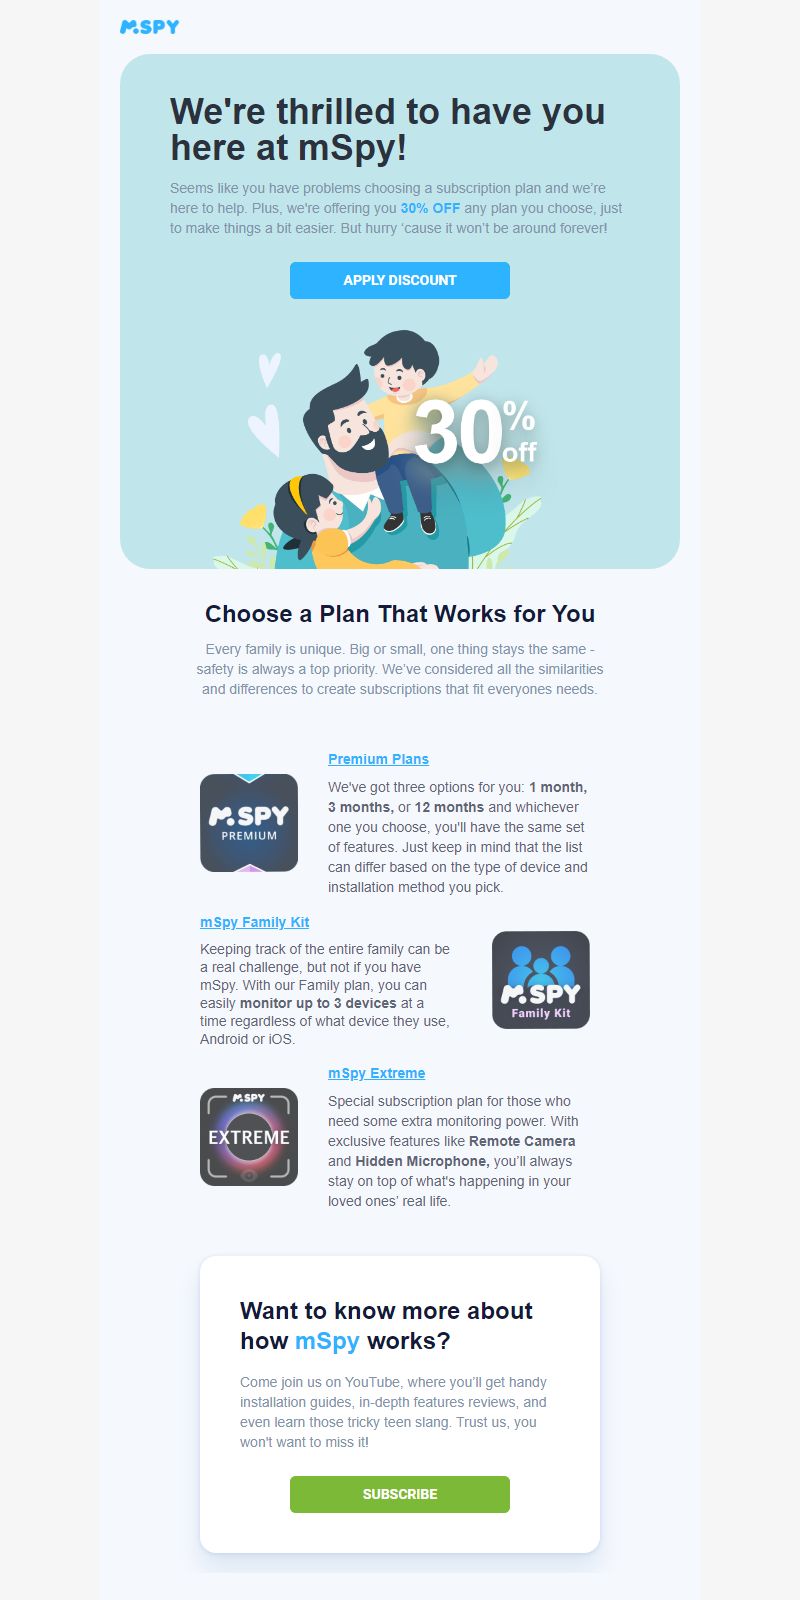 mSPY
We're thrilled to have you
here at mSpy!
Seems like you have problems choosing a subscription plan and we’re
here to help. Plus, we're offering you 30% OFF any plan you choose, just
to make things a bit easier. But hurry ‘cause it won’t be around forever!
APPLY DISCOUNT
30%
off
Choose a Plan That Works for You
Every family is unique. Big or small, one thing stays the same -
safety is always a top priority. We’ve considered all the similarities
and differences to create subscriptions that fit everyones needs.
mSPY
PREMIUM
Premium Plans
We've got three options for you: 1 month,
3 months, or 12 months and whichever
one you choose, you'll have the same set
of features. Just keep in mind that the list
can differ based on the type of device and
installation method you pick.
mSpy Family Kit
Keeping track of the entire family can be
a real challenge, but not if you have
mSpy. With our Family plan, you can
easily monitor up to 3 devices at a
time regardless of what device they use,
Android or iOS.
mSPY
Family Kit
mSPY
EXTREME
mSpy Extreme
Special subscription plan for those who
need some extra monitoring power. With
exclusive features like Remote Camera
and Hidden Microphone, you’ll always
stay on top of what's happening in your
loved ones’ real life.
Want to know more about
how mSpy works?
Come join us on YouTube, where you’ll get handy
installation guides, in-depth features reviews, and
even learn those tricky teen slang. Trust us, you
won't want to miss it!
SUBSCRIBE